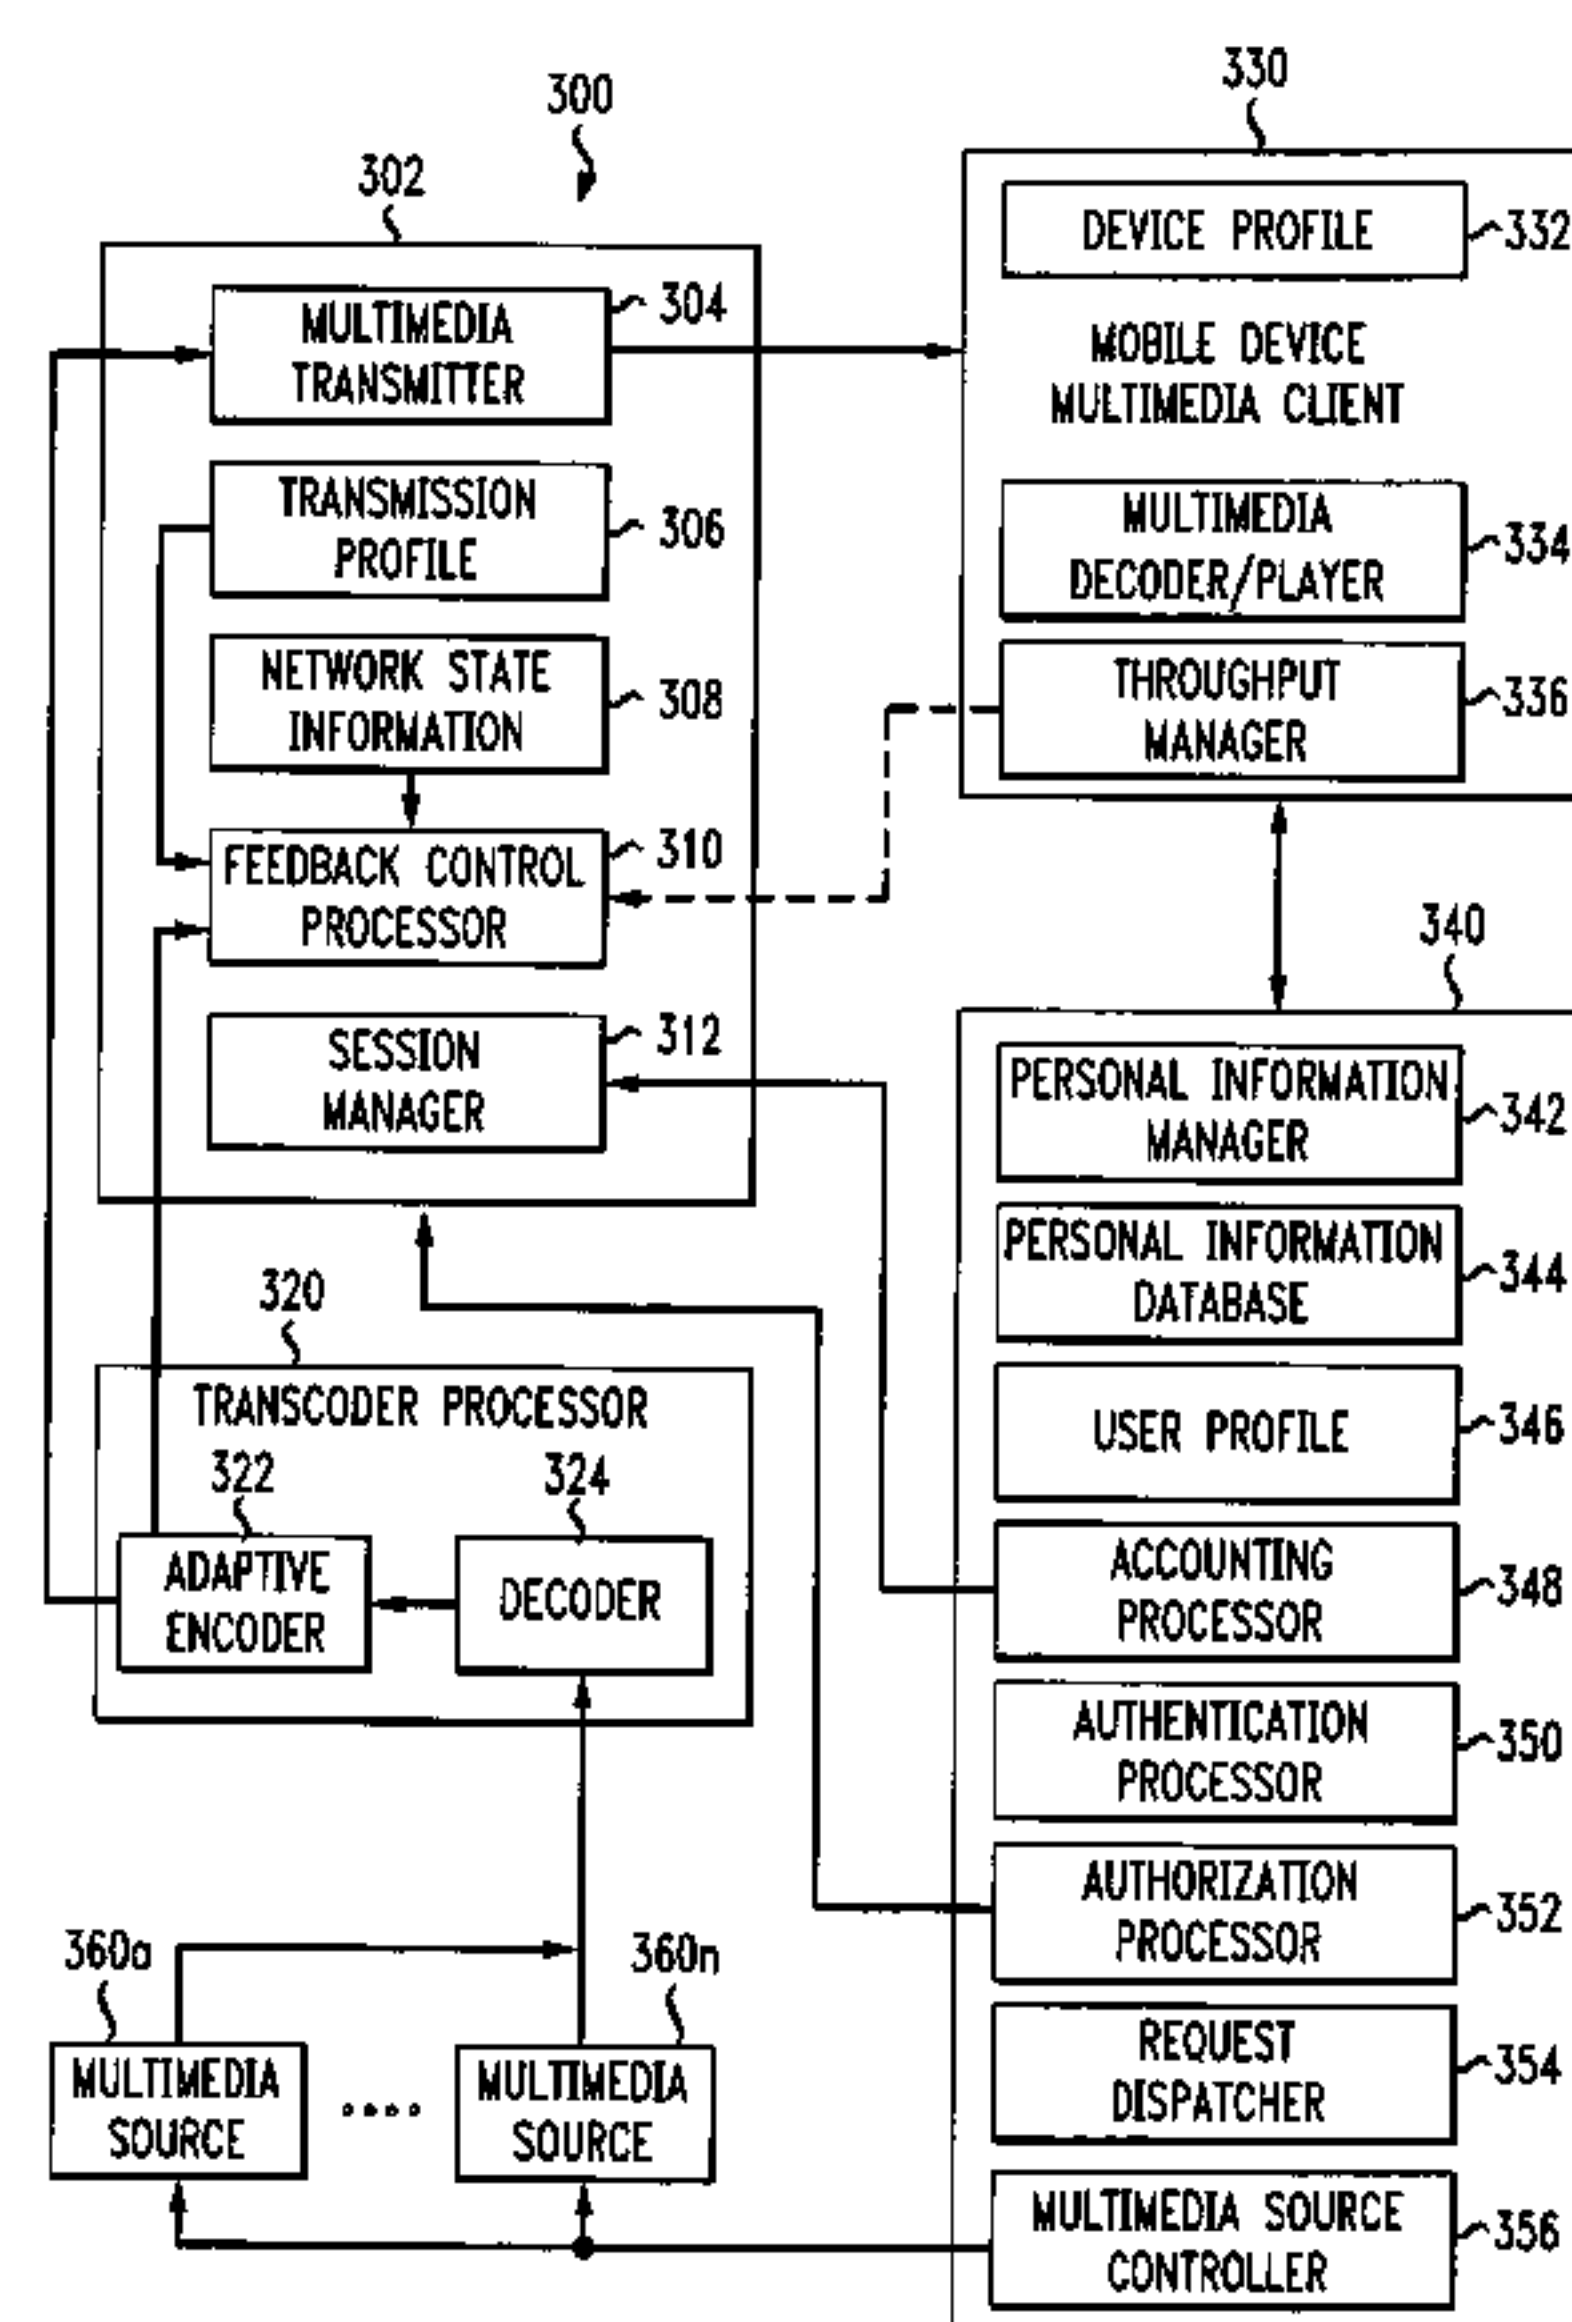 300
302
MULTIMEDIA
TRANSMITTER
304
TRANSMISSION
PROFILE
306
NETWORK STATE
INFORMATION
308
FEEDBACK CONTROL
PROCESSOR
310
SESSION
MANAGER
312
320
TRANSCODER PROCESSOR
322
ADAPTIVE
ENCODER
324
DECODER
360a
MULTIMEDIA
SOURCE
360n
MULTIMEDIA
SOURCE
330
DEVICE PROFILE
332
MOBILE DEVICE
MULTIMEDIA CLIENT
MULTIMEDIA
DECODER/PLAYER
334
THROUGHPUT
MANAGER
336
340
PERSONAL INFORMATION
MANAGER
342
PERSONAL INFORMATION
DATABASE
344
USER PROFILE
346
ACCOUNTING
PROCESSOR
348
AUTHENTICATION
PROCESSOR
350
AUTHORIZATION
PROCESSOR
352
REQUEST
DISPATCHER
354
MULTIMEDIA SOURCE
CONTROLLER
356